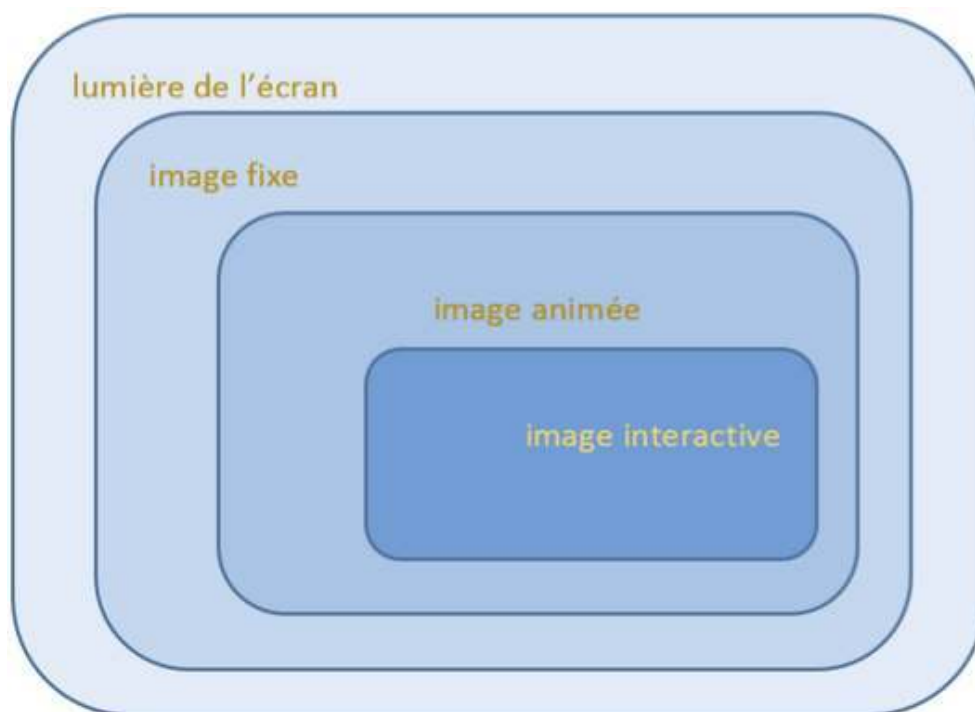 lumière de l’écran
image fixe
image animée
image interactive